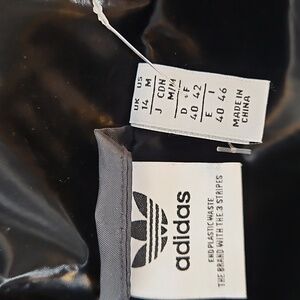 UK US
14 M
J CDN
M/M
D + F
40 42
E I
40 46
MADE IN
CHINA
adidas
END PLASTIC WASTE
THE BRAND WITH THE 3 STRIPES